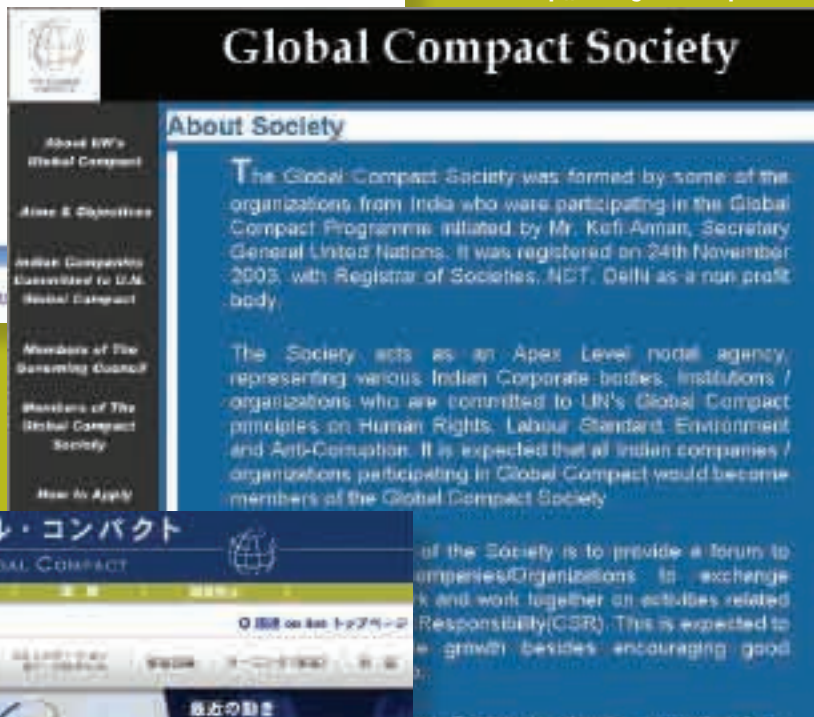 Global Compact Society
About Society
About UN's
Global Compact
Aims & Objectives
Indian Companies
Committed to U.N.
Global Compact
Members of The
Governing Council
Members of The
Global Compact
Society
How to Apply
The Global Compact Society was formed by some of the
organizations from India who were participating in the Global
Compact Programme initiated by Mr. Kofi Annan, Secretary
General United Nations. It was registered on 24th November
2003, with Registrar of Societies, NCT, Delhi as a non profit
body.
The Society acts as an Apex Level nodal agency,
representing various Indian Corporate bodies, Institutions /
organizations who are committed to UN's Global Compact
principles on Human Rights, Labour Standard, Environment
and Anti-Corruption. It is expected that all Indian companies /
organizations participating in Global Compact would become
members of the Global Compact Society
of the Society is to provide a forum to
ompanies/Organizations to exchange
k and work together on activities related
Responsibility(CSR). This is expected to
e growth besides encouraging good
ル・コンパクト
BAL COMPACT
トップページ
最近の動き